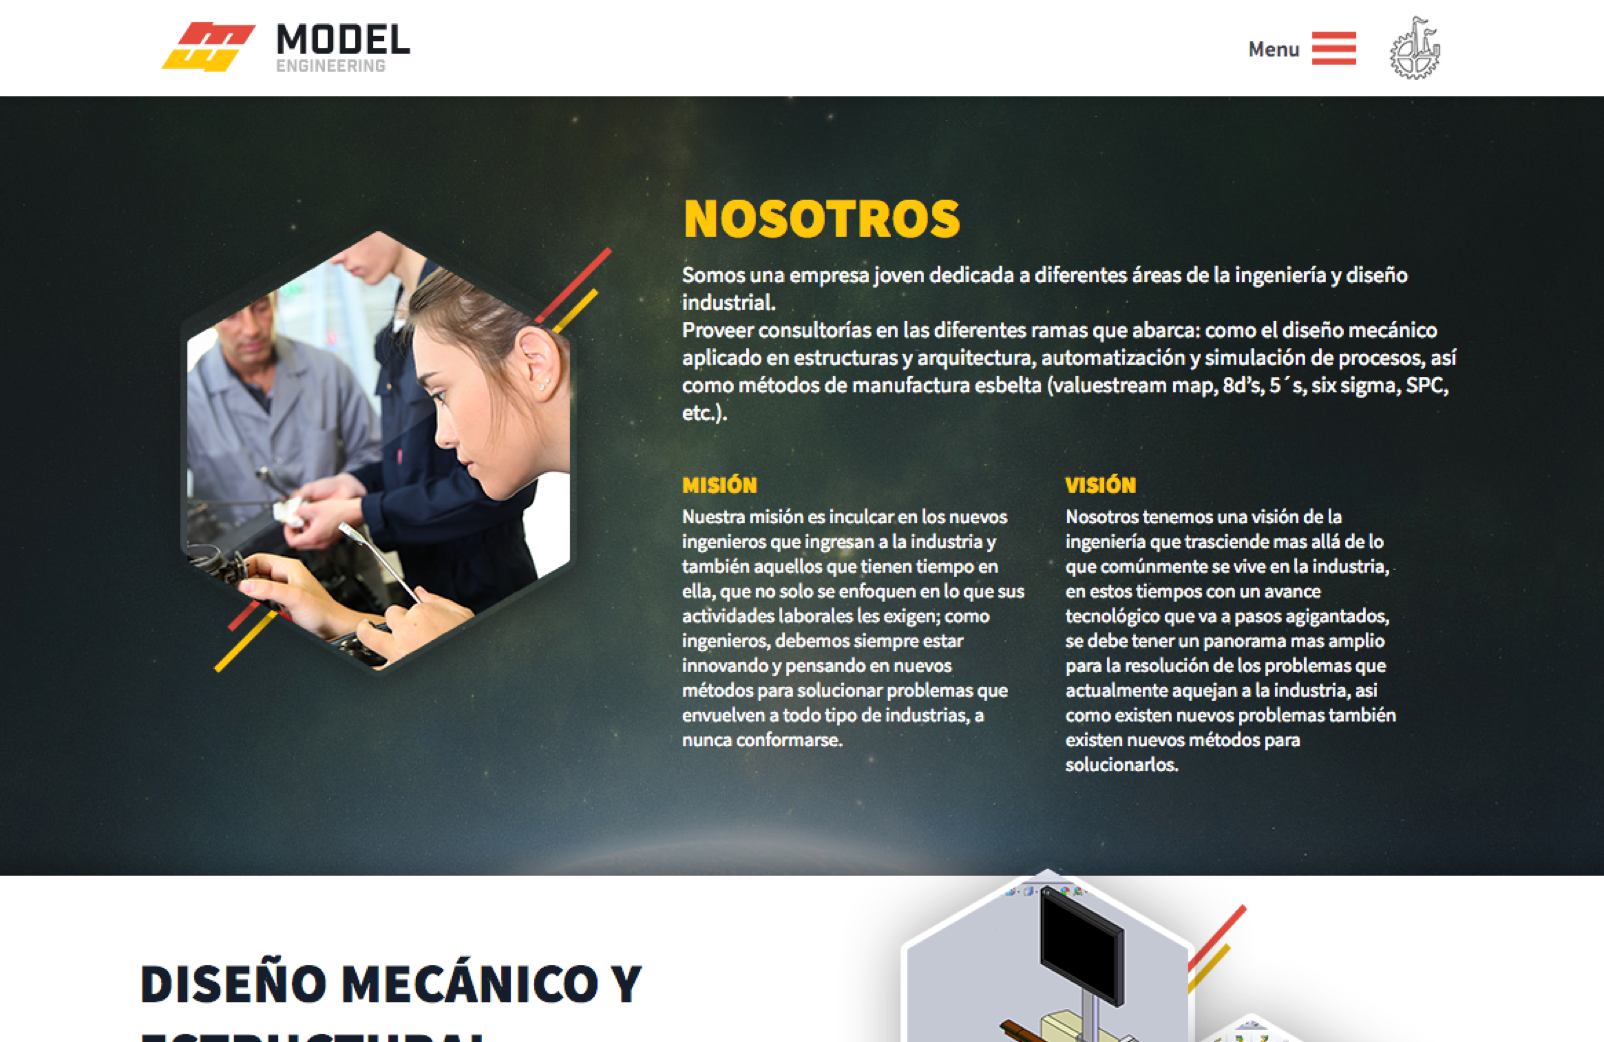 MODEL
ENGINEERING
Menu
NOSOTROS
Somos una empresa joven dedicada a diferentes áreas de la ingeniería y diseño
industrial.
Proveer consultorías en las diferentes ramas que abarca: como el diseño mecánico
aplicado en estructuras y arquitectura, automatización y simulación de procesos, así
como métodos de manufactura esbelta (valuestream map, 8d’s, 5´s, six sigma, SPC,
etc.).
MISIÓN
Nuestra misión es inculcar en los nuevos
ingenieros que ingresan a la industria y
también aquellos que tienen tiempo en
ella, que no solo se enfoquen en lo que sus
actividades laborales les exigen; como
ingenieros, debemos siempre estar
innovando y pensando en nuevos
métodos para solucionar problemas que
envuelven a todo tipo de industrias, a
nunca conformarse.
VISIÓN
Nosotros tenemos una visión de la
ingeniería que trasciende mas allá de lo
que comúnmente se vive en la industria,
en estos tiempos con un avance
tecnológico que va a pasos agigantados,
se debe tener un panorama mas amplio
para la resolución de los problemas que
actualmente aquejan a la industria, asi
como existen nuevos problemas también
existen nuevos métodos para
solucionarlos.
DISEÑO MECÁNICO Y
ESTRUCTURAL